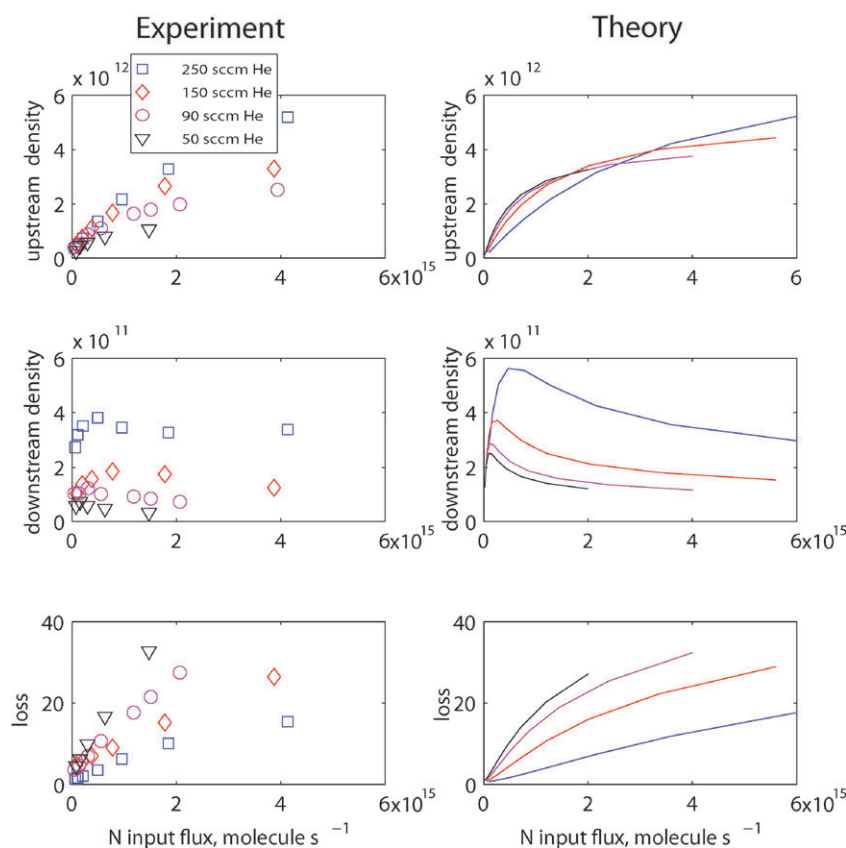 Experiment
Theory
x 10 12
250 sccm He
150 sccm He
90 sccm He
50 sccm He
upstream density
6
4
2
0
0
2
4
6x10 15
x 10 12
upstream density
6
4
2
0
0
2
4
6
x 10 11
downstream density
6
4
2
0
0
2
4
6x10 15
x 10 11
downstream density
6
4
2
0
0
2
4
6x10 15
loss
40
20
0
0
2
4
6x10 15
N input flux, molecule s −1
loss
40
20
0
0
2
4
6x10 15
N input flux, molecule s −1